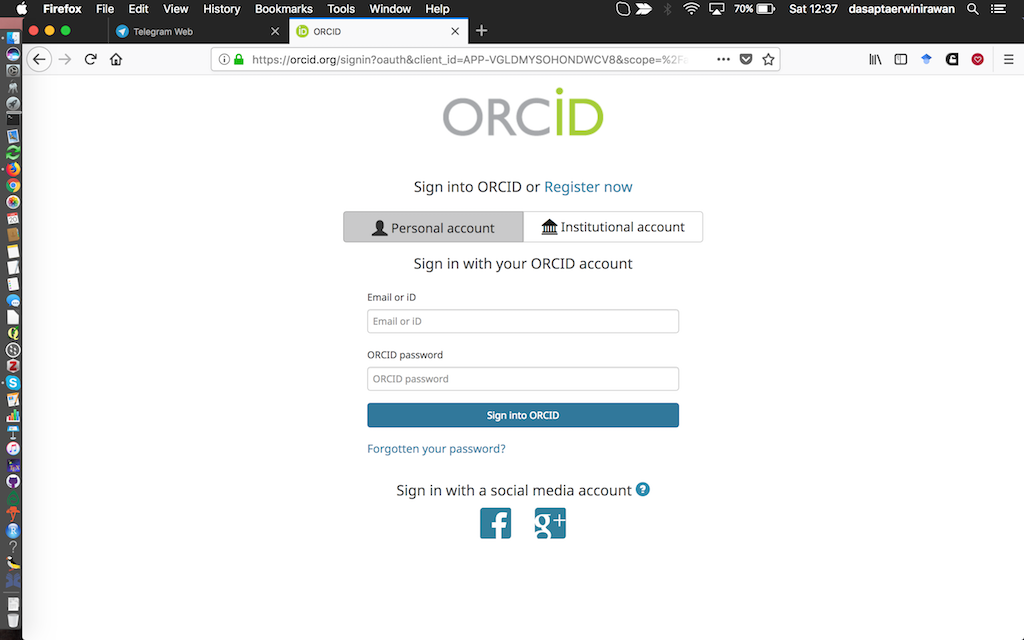 Firefox File Edit View History Bookmarks Tools Window Help 70% Sat 12:37 dasaptaerwinirawan
Telegram Web
iD ORCID
https://orcid.org/signin?oauth&client_id=APP-VGLDMYSOHONDWCV8&scope=%2F
ORCiD
Sign into ORCID or Register now
Personal account
Institutional account
Sign in with your ORCID account
Email or iD
Email or iD
ORCID password
ORCID password
Sign into ORCID
Forgotten your password?
Sign in with a social media account ?
f g+